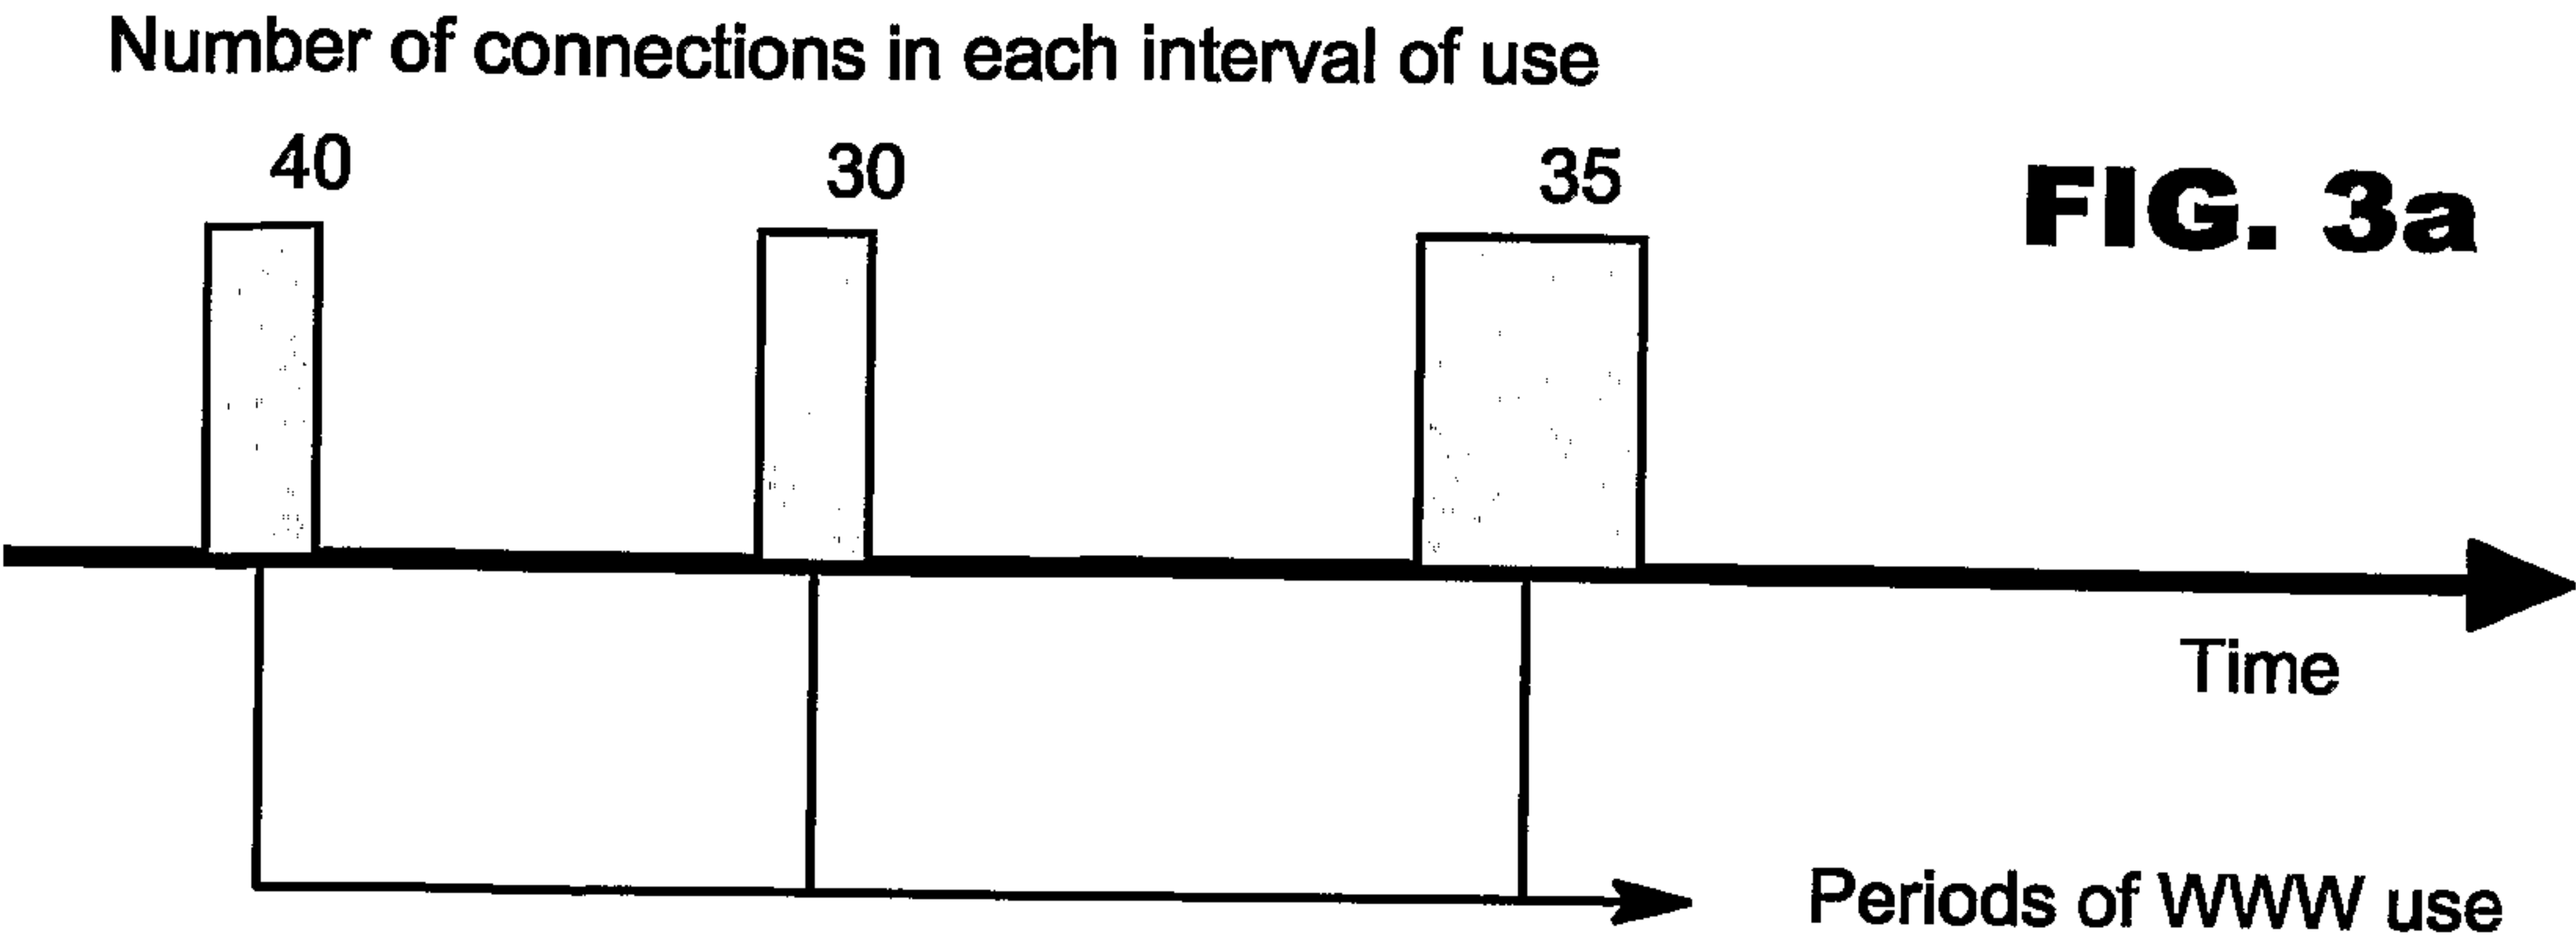 Number of connections in each interval of use
40
30
35
FIG. 3a
Time
Periods of WWW use